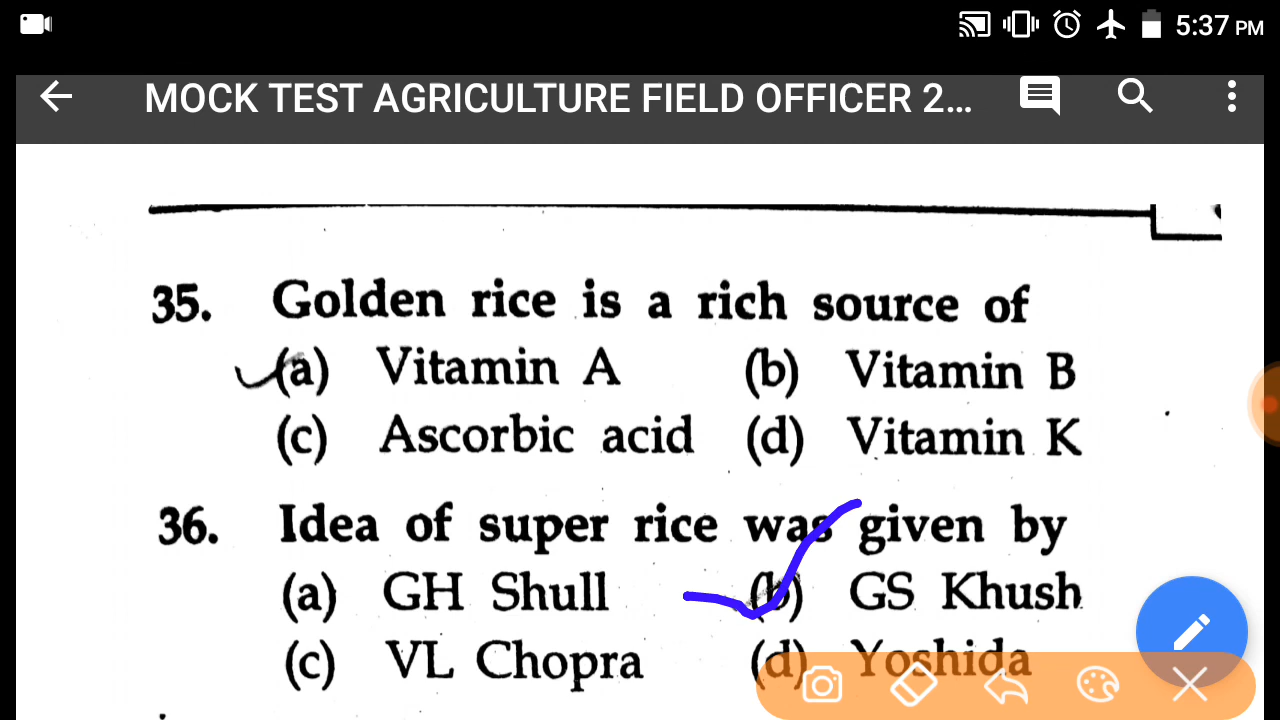 5:37 PM
MOCK TEST AGRICULTURE FIELD OFFICER 2...
35. Golden rice is a rich source of
(a) Vitamin A (b) Vitamin B
(c) Ascorbic acid (d) Vitamin K
36. Idea of super rice was given by
(a) GH Shull (b) GS Khush
(c) VL Chopra (d) Yoshida